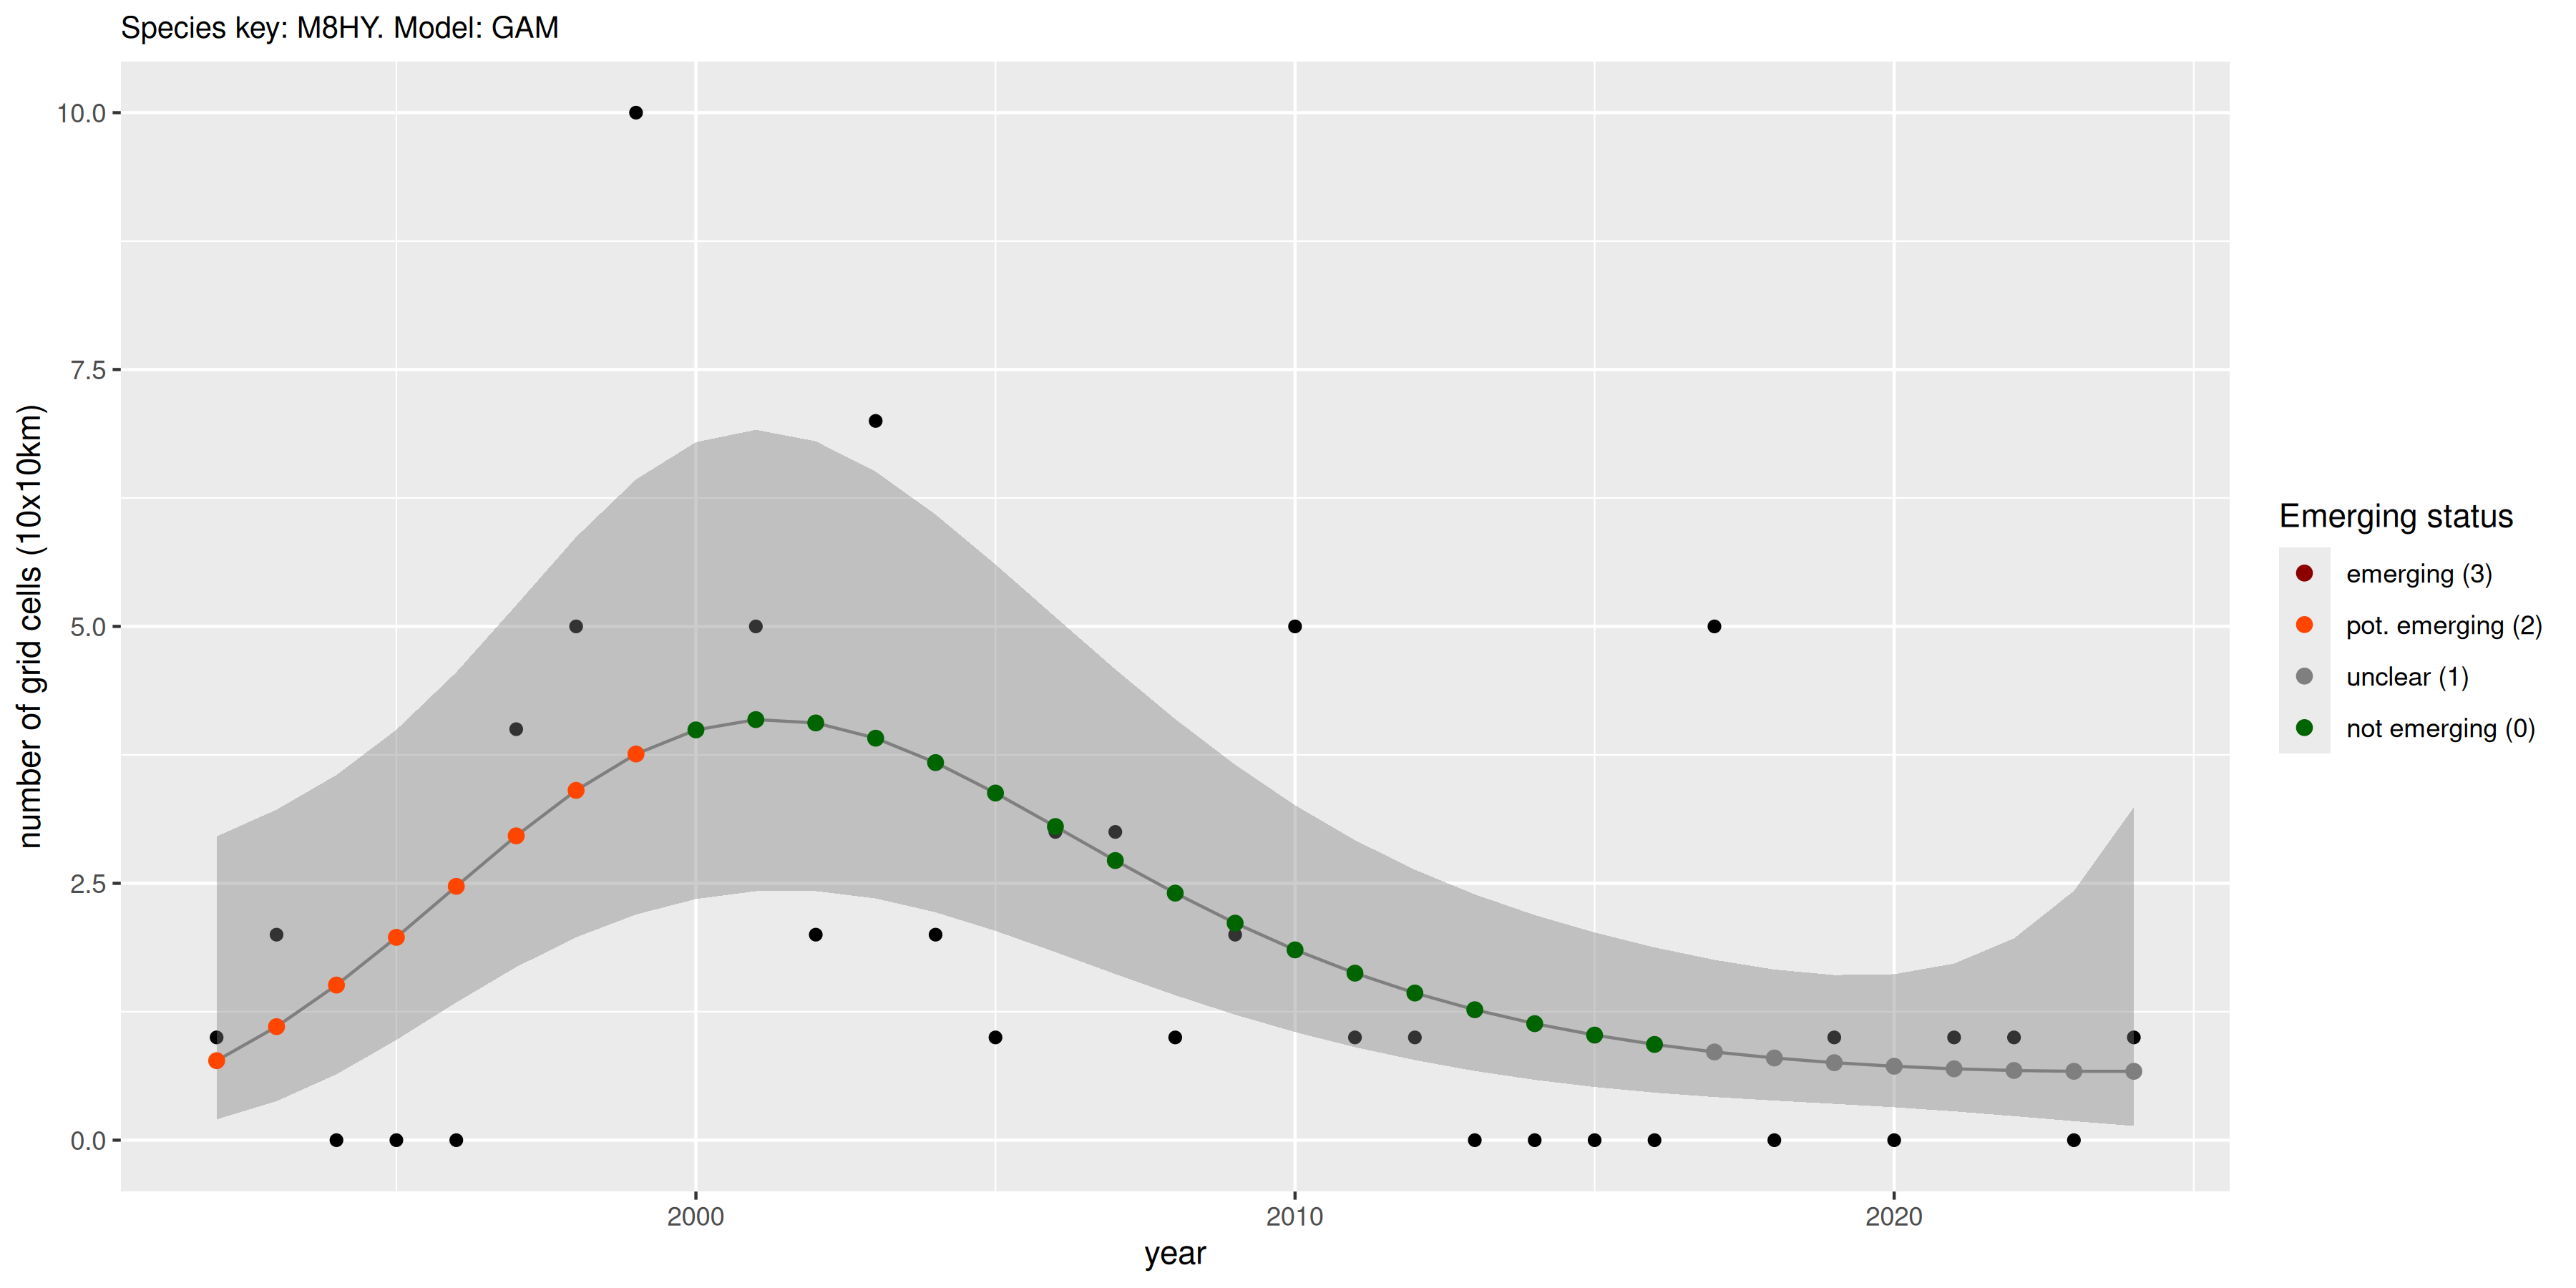 Species key: M8HY. Model: GAM
10.0
7.5
5.0
2.5
0.0
number of grid cells (10x10km)
2000
2010
2020
year
Emerging status
emerging (3)
pot. emerging (2)
unclear (1)
not emerging (0)